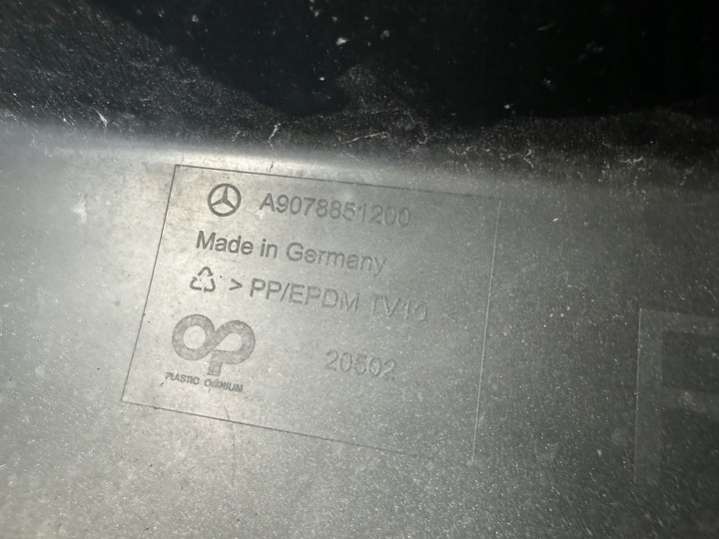 A9078851200
Made in Germany
> PP/EPDM TV10
20502
PLASTIC OMNIUM